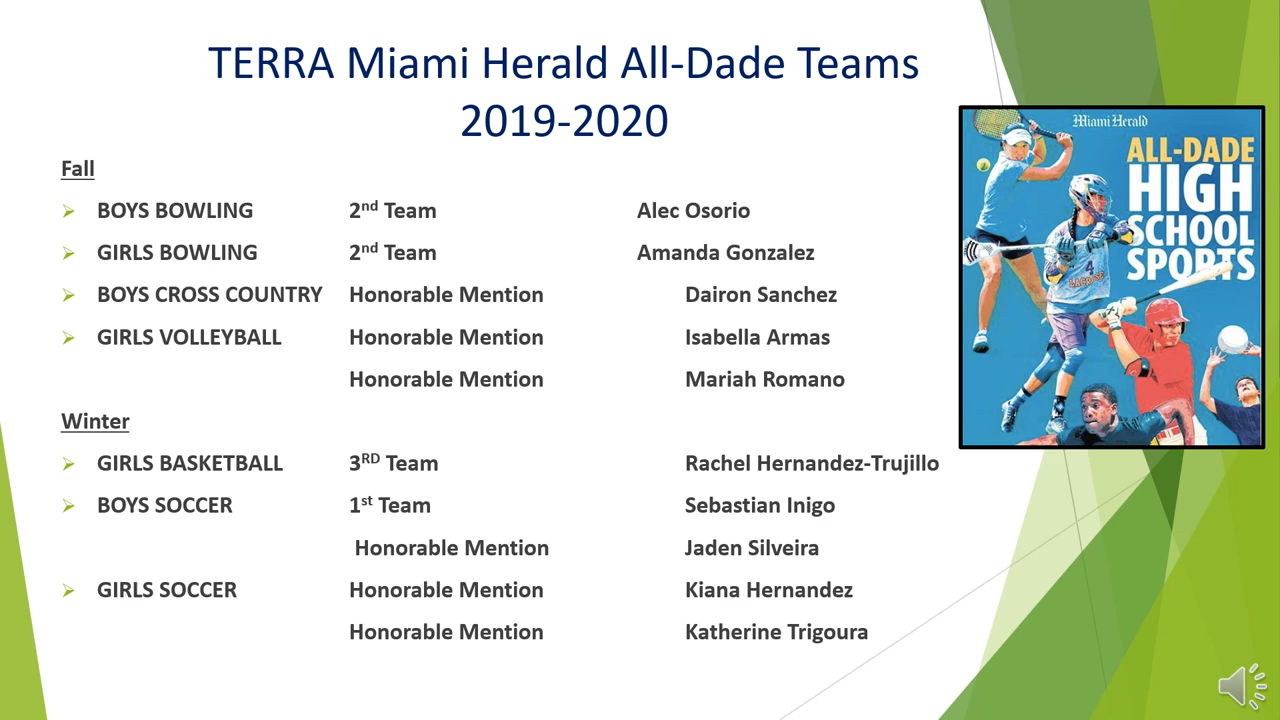 TERRA Miami Herald All-Dade Teams
2019-2020
Fall
BOYS BOWLING 2nd Team Alec Osorio
GIRLS BOWLING 2nd Team Amanda Gonzalez
BOYS CROSS COUNTRY Honorable Mention Dairon Sanchez
GIRLS VOLLEYBALL Honorable Mention Isabella Armas
Honorable Mention Mariah Romano
Winter
GIRLS BASKETBALL 3RD Team Rachel Hernandez-Trujillo
BOYS SOCCER 1st Team Sebastian Inigo
Honorable Mention Jaden Silveira
GIRLS SOCCER Honorable Mention Kiana Hernandez
Honorable Mention Katherine Trigoura
Miami Herald
ALL-DADE
HIGH
SCHOOL
SPORTS
4
LACROSSE